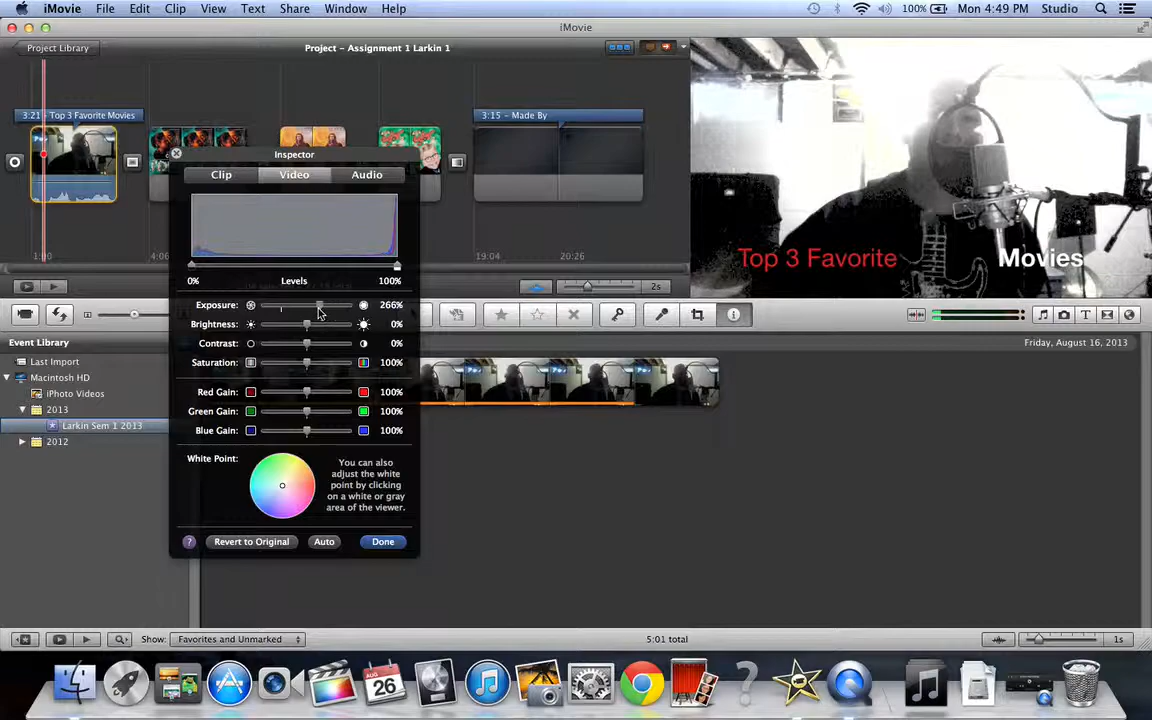 iMovie File Edit Clip View Text Share Window Help 100% Mon 4:49 PM Studio
iMovie
Project Library Project - Assignment 1 Larkin 1
3:21 - Top 3 Favorite Movies 3:15 - Made By
Inspector
Clip Video Audio
1:00 4:06 19:04 20:26
0% Levels 100%
2s
Top 3 Favorite Movies
Exposure: 266%
Brightness: 0%
Contrast: 0%
Saturation: 100%
Red Gain: 100%
Green Gain: 100%
Blue Gain: 100%
White Point:
You can also
adjust the white
point by clicking
on a white or gray
area of the viewer.
? Revert to Original Auto Done
Event Library Friday, August 16, 2013
Last Import
Macintosh HD
iPhoto Videos
2013
Larkin Sem 1 2013
2012
Show: Favorites and Unmarked 5:01 total 1s
AUG
26